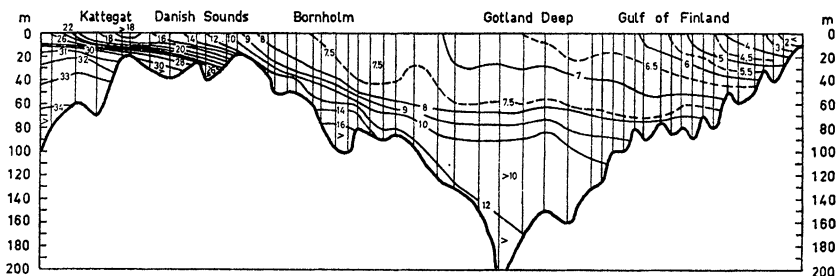 m Kattegat Danish Sounds Bornholm Gotland Deep Gulf of Finland m
0 22 26 18 >18 16 14 12 10 9 8 7.5 4 3 2< 0
20 31 30 32 20 28 30 29 7.5 7 6.5 6 5 4.5 5.5 20
40 33 40
60 34 14 9 8 7.5 60
80 > 16 10 80
100 > 100
120 >10 120
140 12 140
160 160
180 > 180
200 200